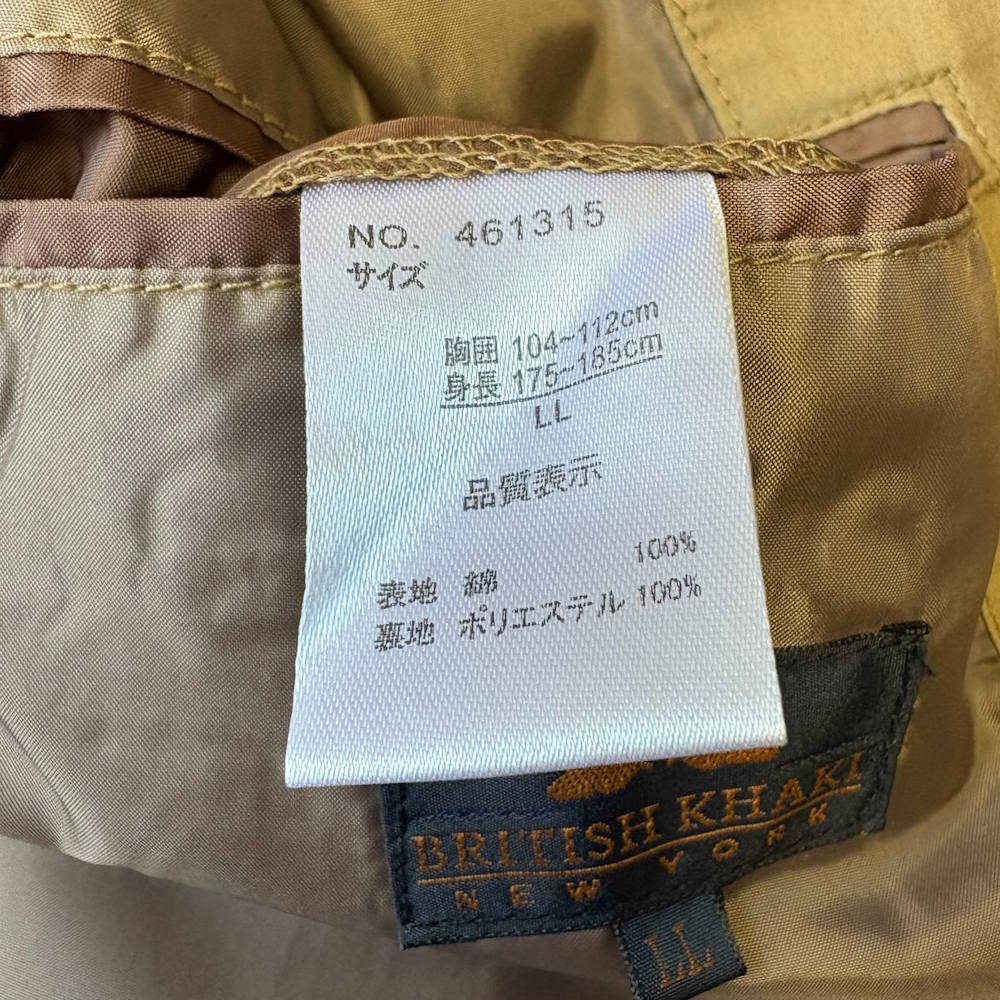 NO. 461315
サイズ
胸囲 104~112cm
身長 175~185cm
LL
品質表示
表地 綿 100%
裏地 ポリエステル 100%
BRITISH KHAKI
NEW YORK
LL